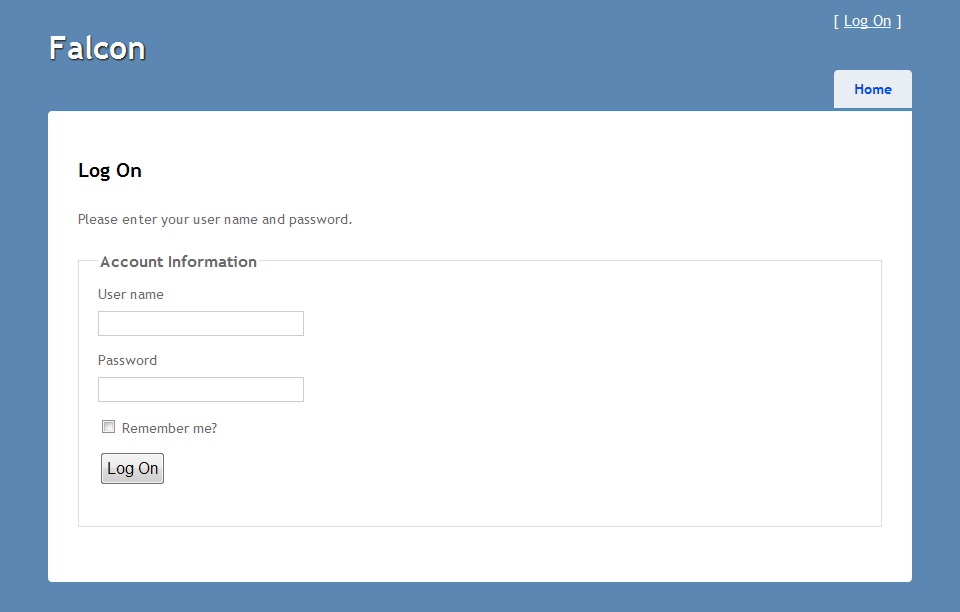 [ Log On ]
Falcon
Home
Log On
Please enter your user name and password.
Account Information
User name
Password
Remember me?
Log On